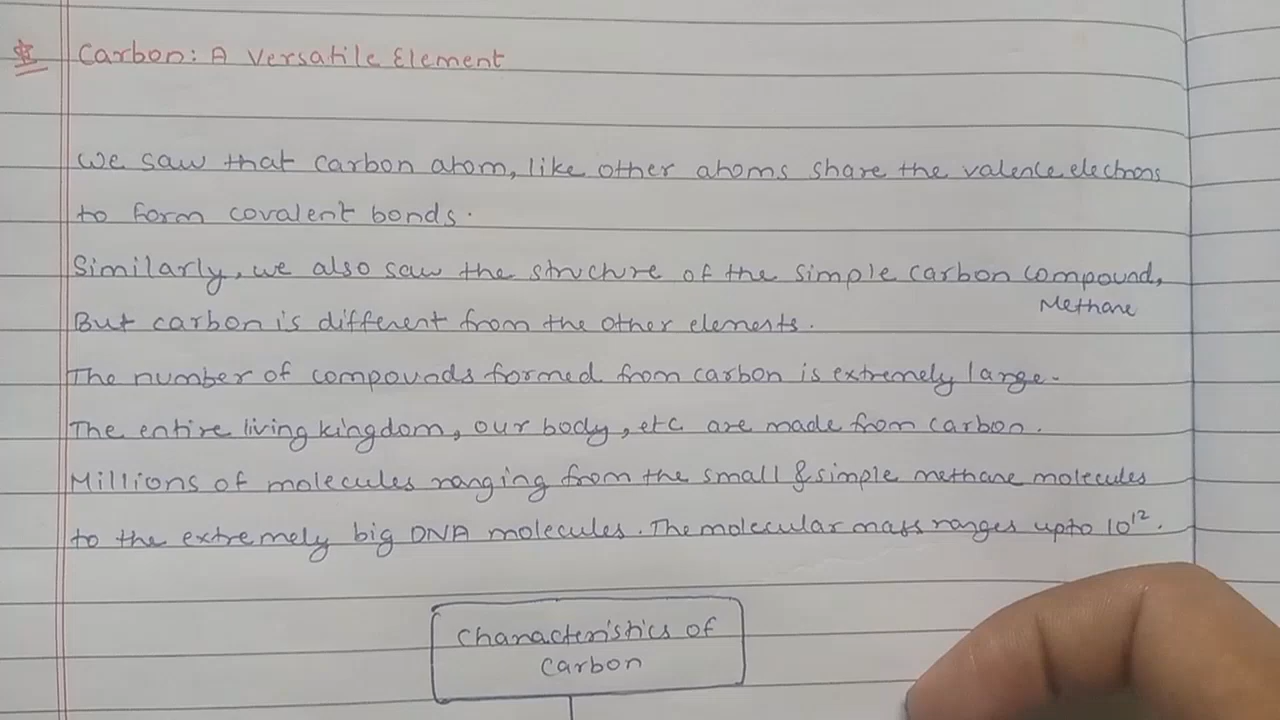 Carbon: A Versatile Element
We saw that carbon atom, like other atoms share the valence electrons
to form covalent bonds.
Similarly, we also saw the structure of the simple carbon compound,
Methane
But carbon is different from the other elements.
The number of compounds formed from carbon is extremely large.
The entire living kingdom, our body, etc are made from carbon.
Millions of molecules ranging from the small & simple methane molecules
to the extremely big DNA molecules. The molecular mass ranges upto 10¹².
Characteristics of
Carbon